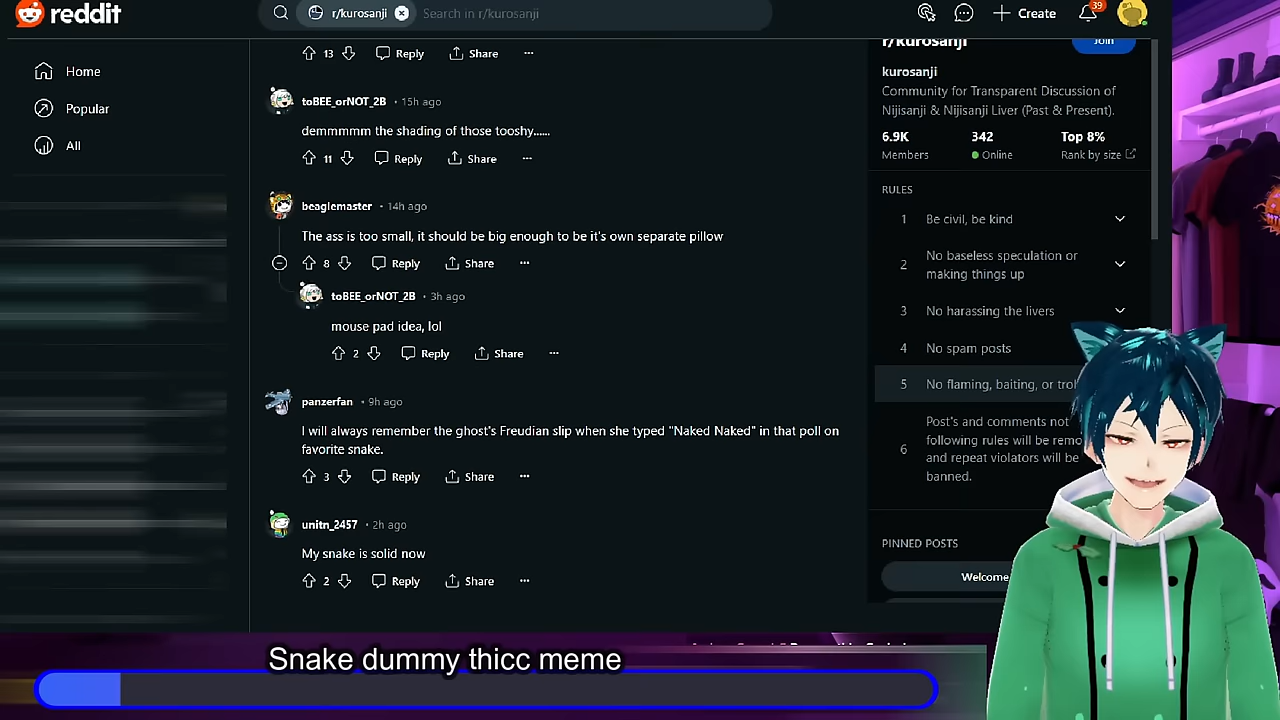 reddit
r/kurosanji
Search in r/kurosanji
Create
39
Home
Popular
All
13
Reply
Share
toBEE_orNOT_2B • 15h ago
demmmmm the shading of those tooshy......
11
Reply
Share
beaglemaster • 14h ago
The ass is too small, it should be big enough to be it's own separate pillow
8
Reply
Share
toBEE_orNOT_2B • 3h ago
mouse pad idea, lol
2
Reply
Share
panzerfan • 9h ago
I will always remember the ghost's Freudian slip when she typed "Naked Naked" in that poll on
favorite snake.
3
Reply
Share
unitn_2457 • 2h ago
My snake is solid now
2
Reply
Share
r/kurosanji
Join
kurosanji
Community for Transparent Discussion of
Nijisanji & Nijisanji Liver (Past & Present).
6.9K 342 Top 8%
Members Online Rank by size
RULES
1 Be civil, be kind
2 No baseless speculation or
making things up
3 No harassing the livers
4 No spam posts
5 No flaming, baiting, or trol
6 Post's and comments not
following rules will be remo
and repeat violators will be
banned.
PINNED POSTS
Welcome
Snake dummy thicc meme